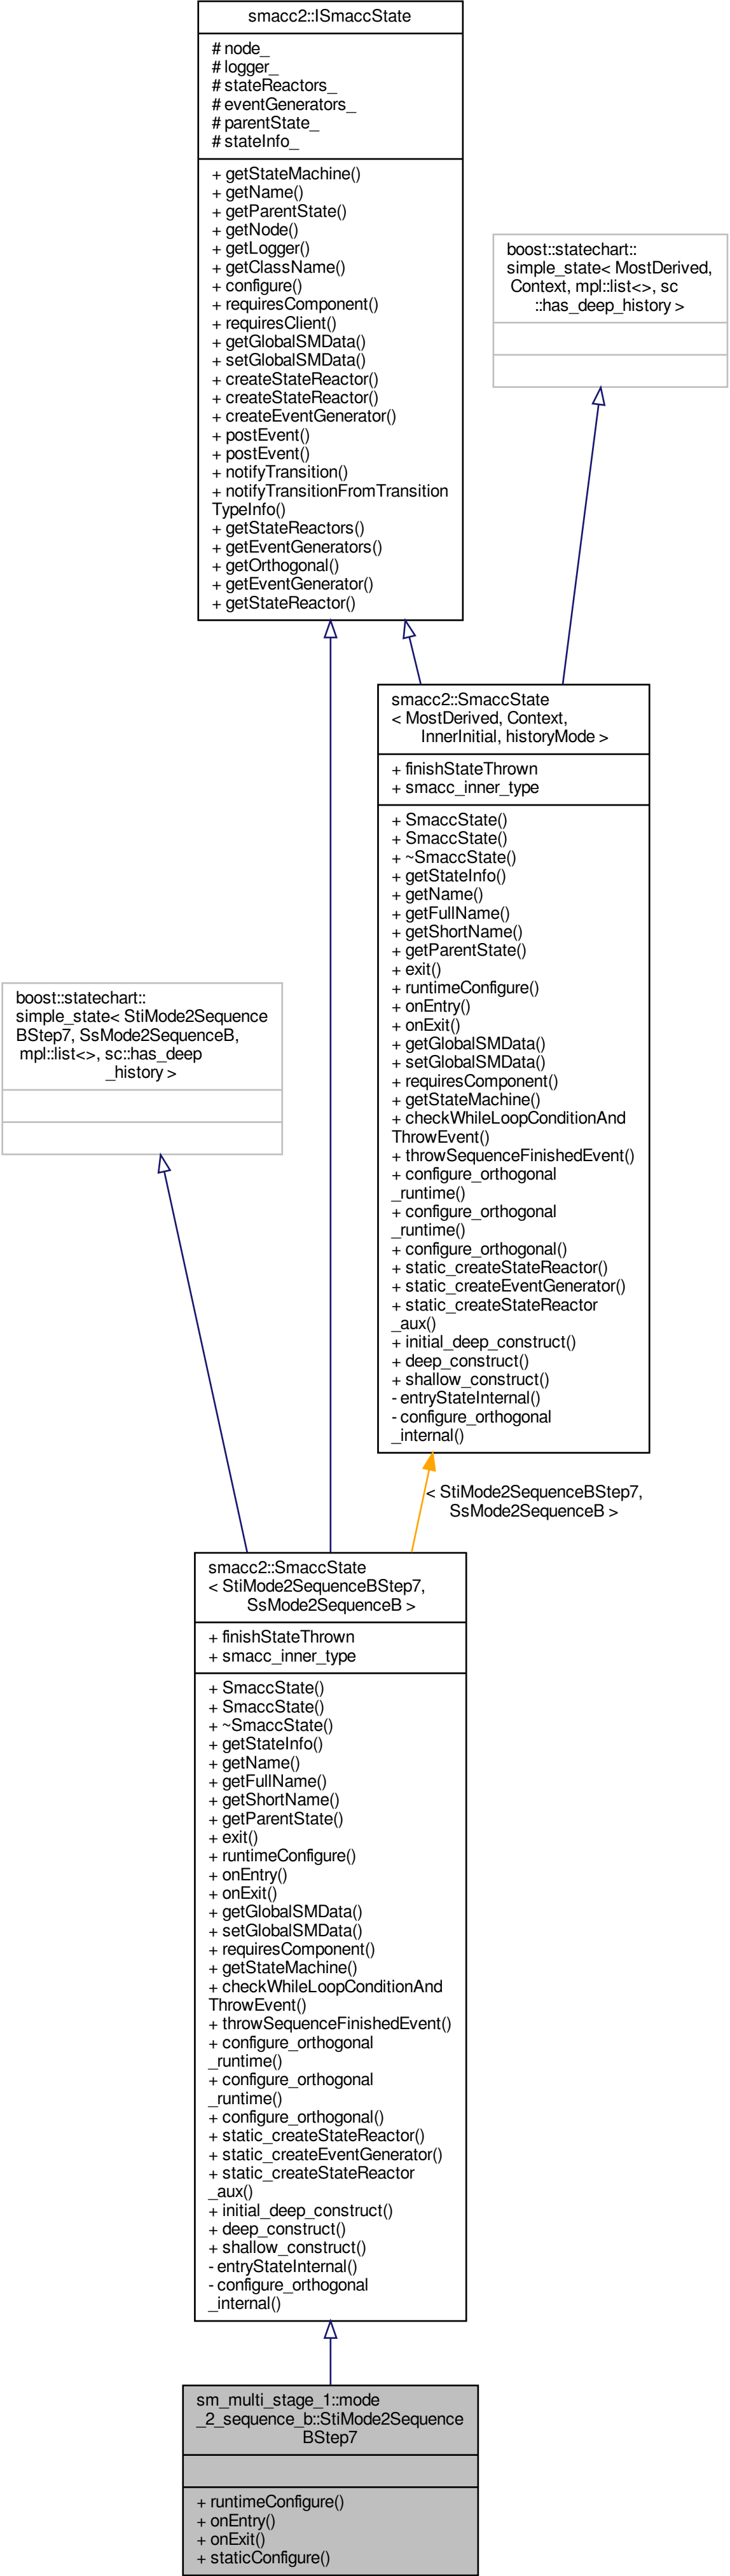 smacc2::ISmaccState
# node_
# logger_
# stateReactors_
# eventGenerators_
# parentState_
# stateInfo_
+ getStateMachine()
+ getName()
+ getParentState()
+ getNode()
+ getLogger()
+ getClassName()
+ configure()
+ requiresComponent()
+ requiresClient()
+ getGlobalSMData()
+ setGlobalSMData()
+ createStateReactor()
+ createStateReactor()
+ createEventGenerator()
+ postEvent()
+ postEvent()
+ notifyTransition()
+ notifyTransitionFromTransition
TypeInfo()
+ getStateReactors()
+ getEventGenerators()
+ getOrthogonal()
+ getEventGenerator()
+ getStateReactor()
boost::statechart::
simple_state< MostDerived,
Context, mpl::list<>, sc
::has_deep_history >
smacc2::SmaccState
< MostDerived, Context,
InnerInitial, historyMode >
+ finishStateThrown
+ smacc_inner_type
+ SmaccState()
+ SmaccState()
+ ~SmaccState()
+ getStateInfo()
+ getName()
+ getFullName()
+ getShortName()
+ getParentState()
+ exit()
+ runtimeConfigure()
+ onEntry()
+ onExit()
+ getGlobalSMData()
+ setGlobalSMData()
+ requiresComponent()
+ getStateMachine()
+ checkWhileLoopConditionAnd
ThrowEvent()
+ throwSequenceFinishedEvent()
+ configure_orthogonal
_runtime()
+ configure_orthogonal
_runtime()
+ configure_orthogonal()
+ static_createStateReactor()
+ static_createEventGenerator()
+ static_createStateReactor
_aux()
+ initial_deep_construct()
+ deep_construct()
+ shallow_construct()
- entryStateInternal()
- configure_orthogonal
_internal()
boost::statechart::
simple_state< StiMode2Sequence
BStep7, SsMode2SequenceB,
mpl::list<>, sc::has_deep
_history >
< StiMode2SequenceBStep7,
SsMode2SequenceB >
smacc2::SmaccState
< StiMode2SequenceBStep7,
SsMode2SequenceB >
+ finishStateThrown
+ smacc_inner_type
+ SmaccState()
+ SmaccState()
+ ~SmaccState()
+ getStateInfo()
+ getName()
+ getFullName()
+ getShortName()
+ getParentState()
+ exit()
+ runtimeConfigure()
+ onEntry()
+ onExit()
+ getGlobalSMData()
+ setGlobalSMData()
+ requiresComponent()
+ getStateMachine()
+ checkWhileLoopConditionAnd
ThrowEvent()
+ throwSequenceFinishedEvent()
+ configure_orthogonal
_runtime()
+ configure_orthogonal
_runtime()
+ configure_orthogonal()
+ static_createStateReactor()
+ static_createEventGenerator()
+ static_createStateReactor
_aux()
+ initial_deep_construct()
+ deep_construct()
+ shallow_construct()
- entryStateInternal()
- configure_orthogonal
_internal()
sm_multi_stage_1::mode
_2_sequence_b::StiMode2Sequence
BStep7
+ runtimeConfigure()
+ onEntry()
+ onExit()
+ staticConfigure()